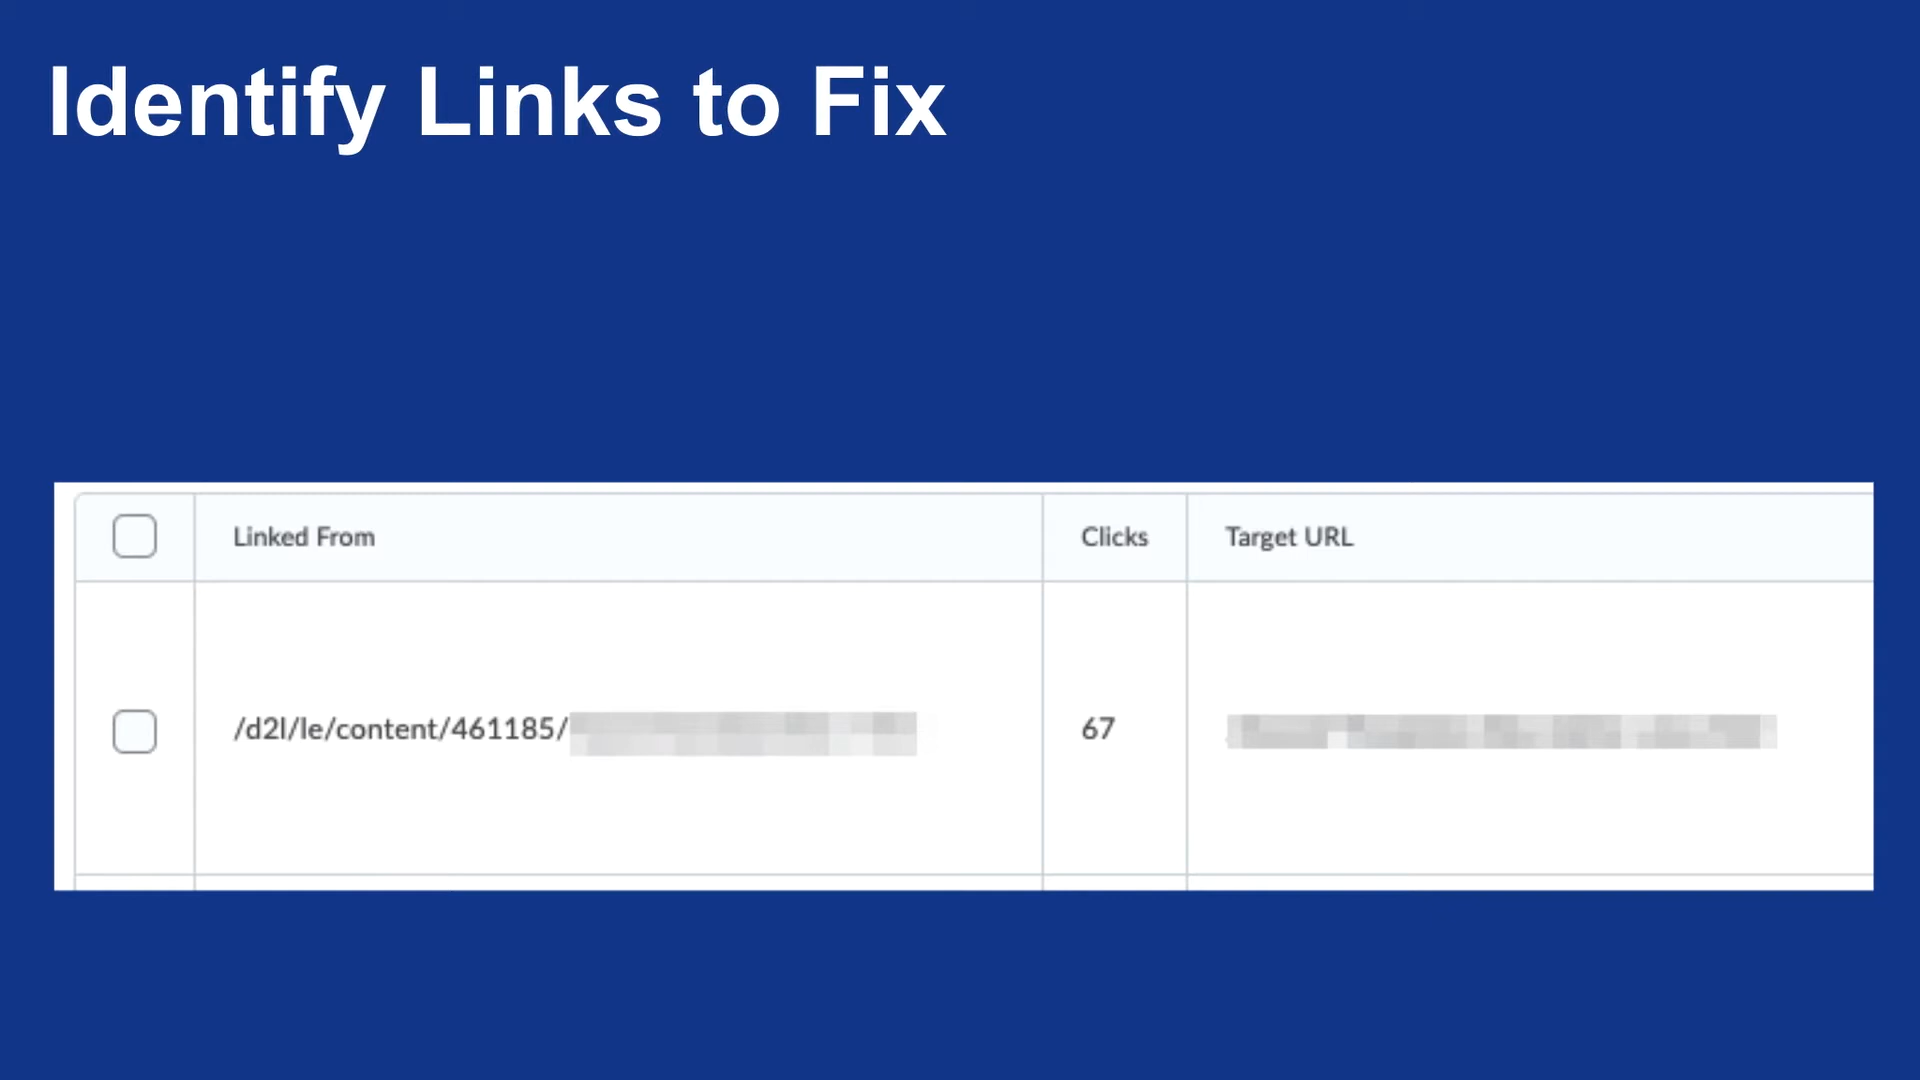 Identify Links to Fix
Linked From Clicks Target URL
/d2l/le/content/461185/ 67